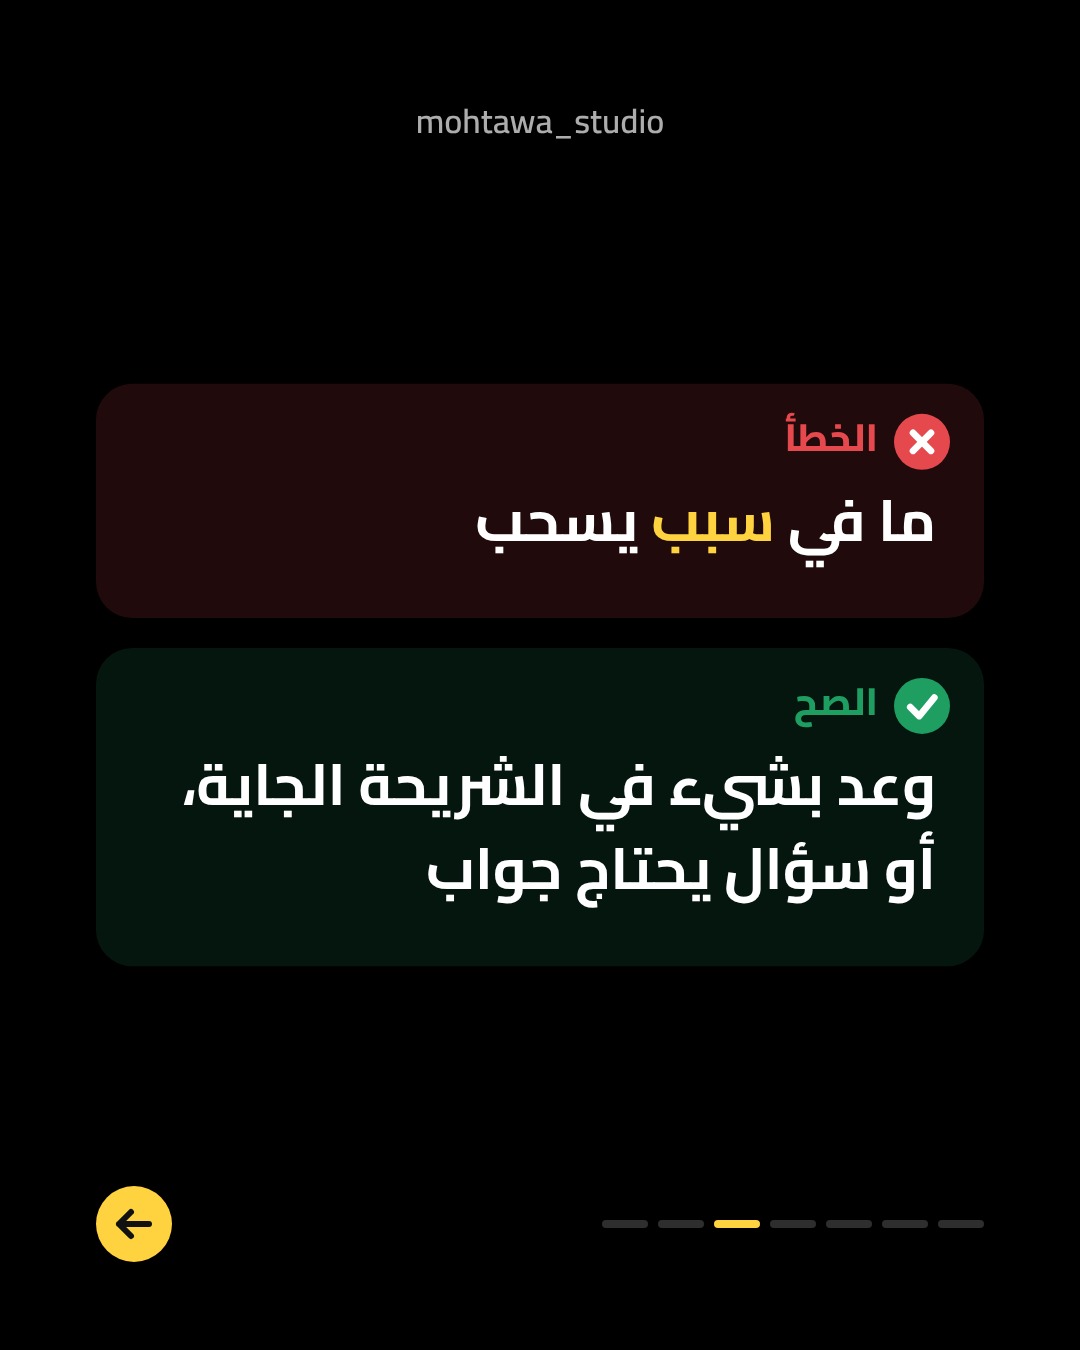 mohtawa_studio
الخطأ
ما في سبب يسحب
الصح
وعد بشيء في الشريحة الجاية،
أو سؤال يحتاج جواب